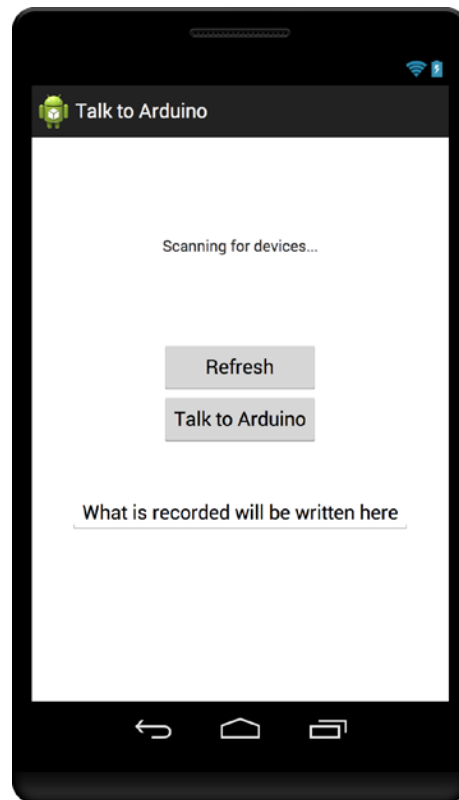 Talk to Arduino
Scanning for devices...
Refresh
Talk to Arduino
What is recorded will be written here